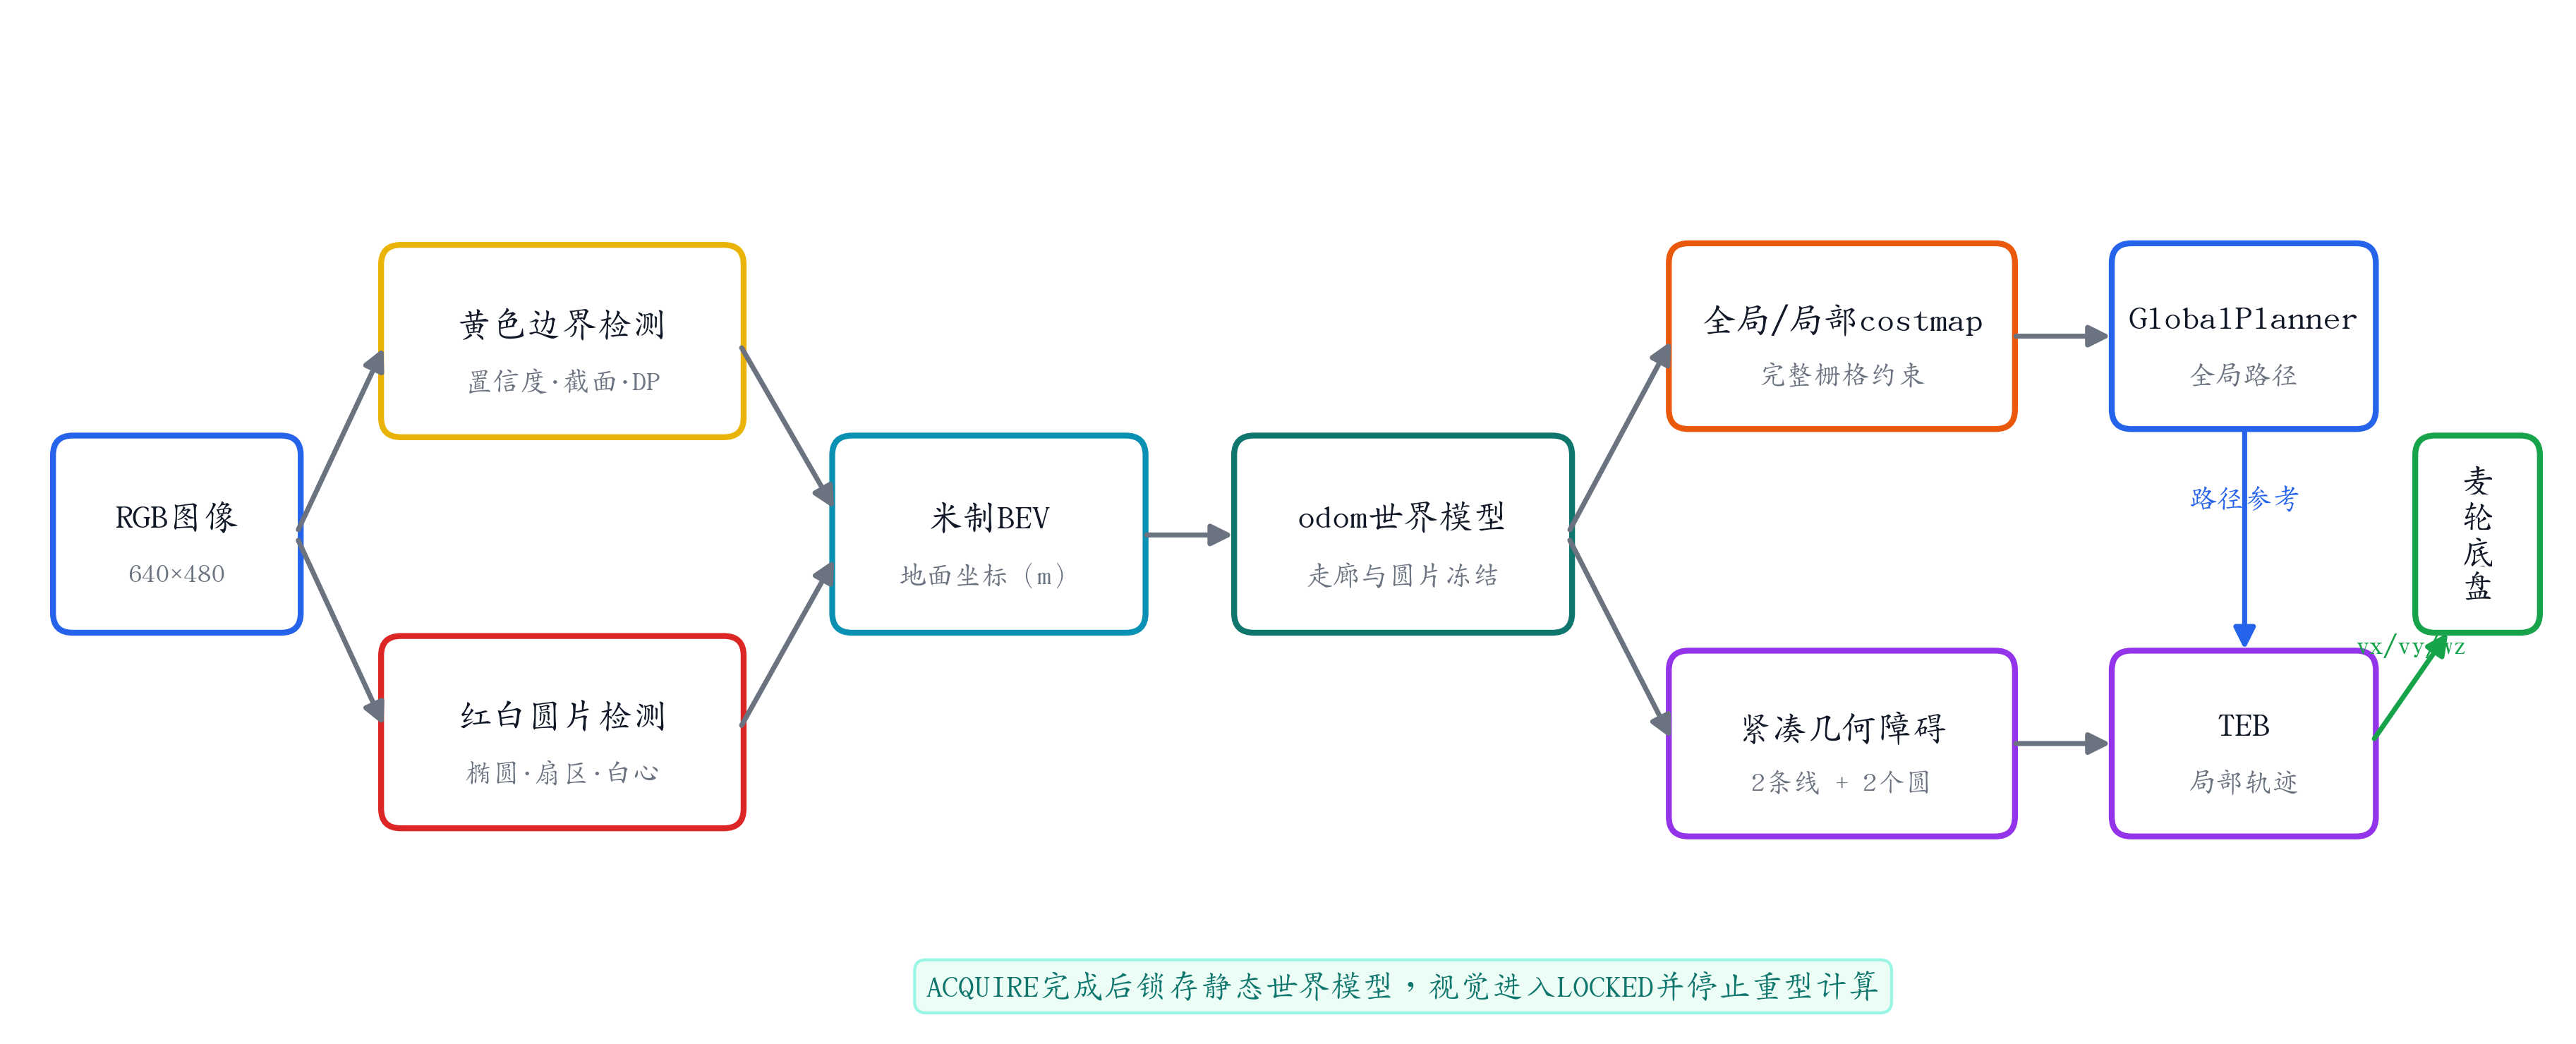 RGB图像
640×480
黄色边界检测
置信度·截面·DP
红白圆片检测
椭圆·扇区·白心
米制BEV
地面坐标（m）
odom世界模型
走廊与圆片冻结
全局/局部costmap
完整栅格约束
GlobalPlanner
全局路径
路径参考
紧凑几何障碍
2条线 + 2个圆
TEB
局部轨迹
vx/vy/wz
麦
轮
底
盘
ACQUIRE完成后锁存静态世界模型，视觉进入LOCKED并停止重型计算